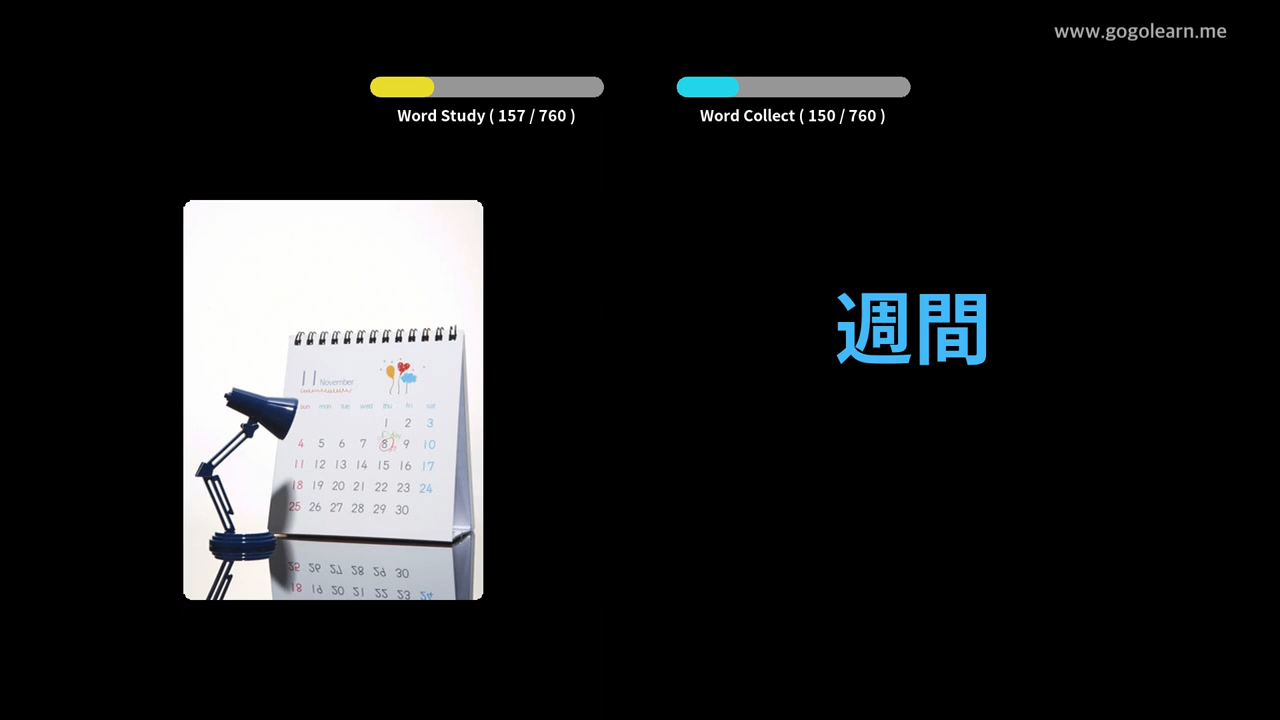 www.gogolearn.me
Word Study ( 157 / 760 )
Word Collect ( 150 / 760 )
週間
11 November
sun mon tue wed thu fri sat
1 2 3
4 5 6 7 8 9 10
11 12 13 14 15 16 17
18 19 20 21 22 23 24
25 26 27 28 29 30